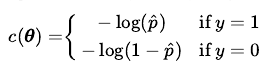 c(θ) = { − log(p̂) if y = 1
− log(1 − p̂) if y = 0